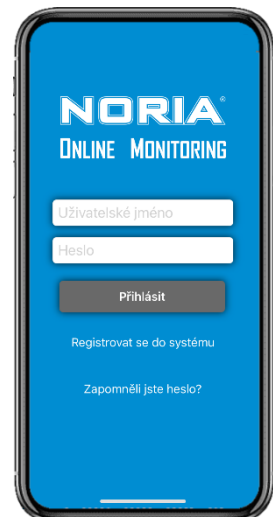 NORIA®
ONLINE MONITORING
Uživatelské jméno
Heslo
Přihlásit
Registrovat se do systému
Zapomněli jste heslo?